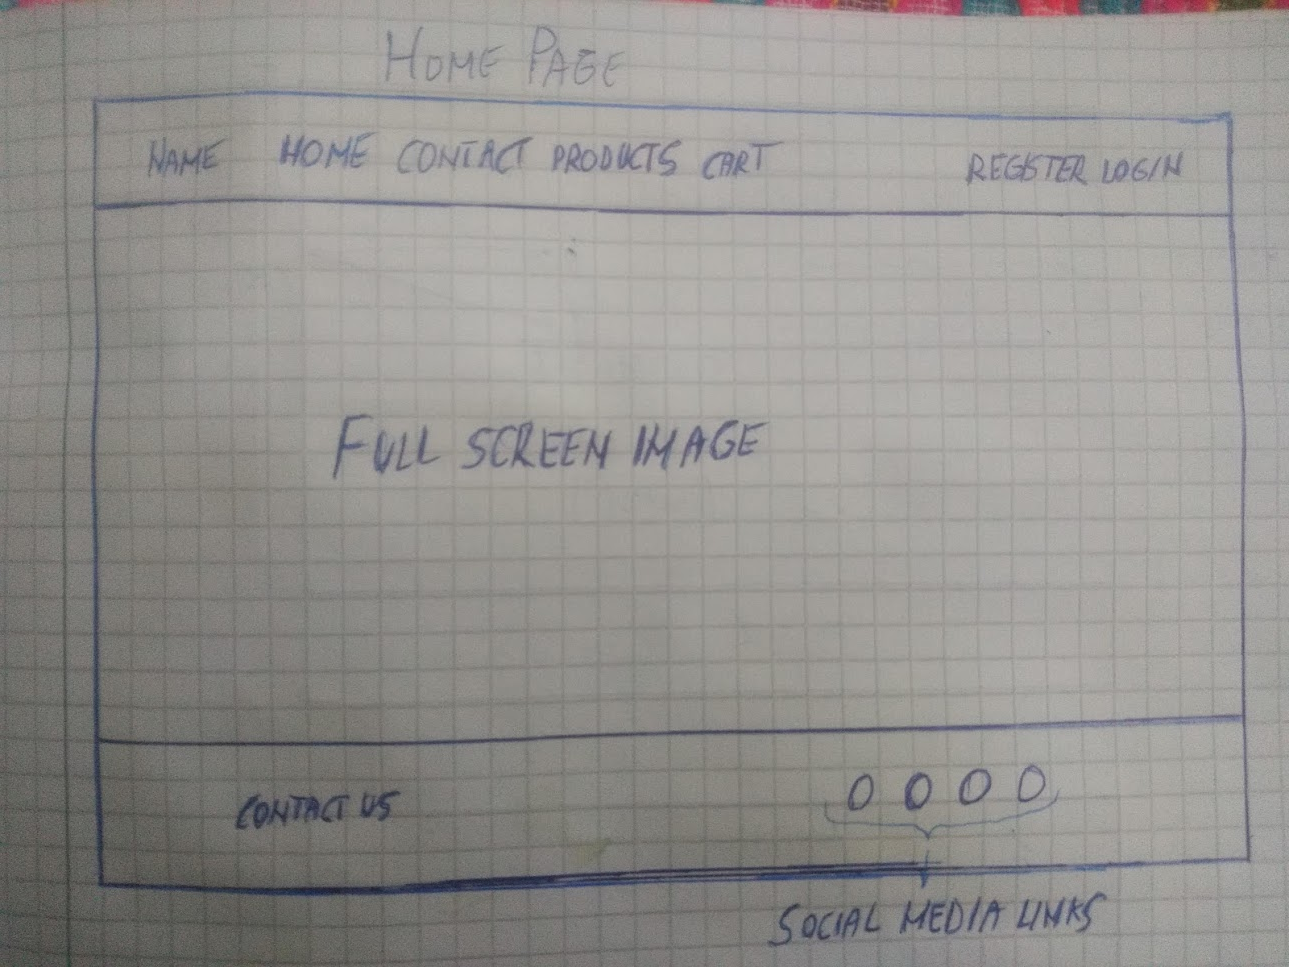 HOME PAGE
NAME HOME CONTACT PRODUCTS CART REGISTER LOGIN
FULL SCREEN IMAGE
CONTACT US
SOCIAL MEDIA LINKS